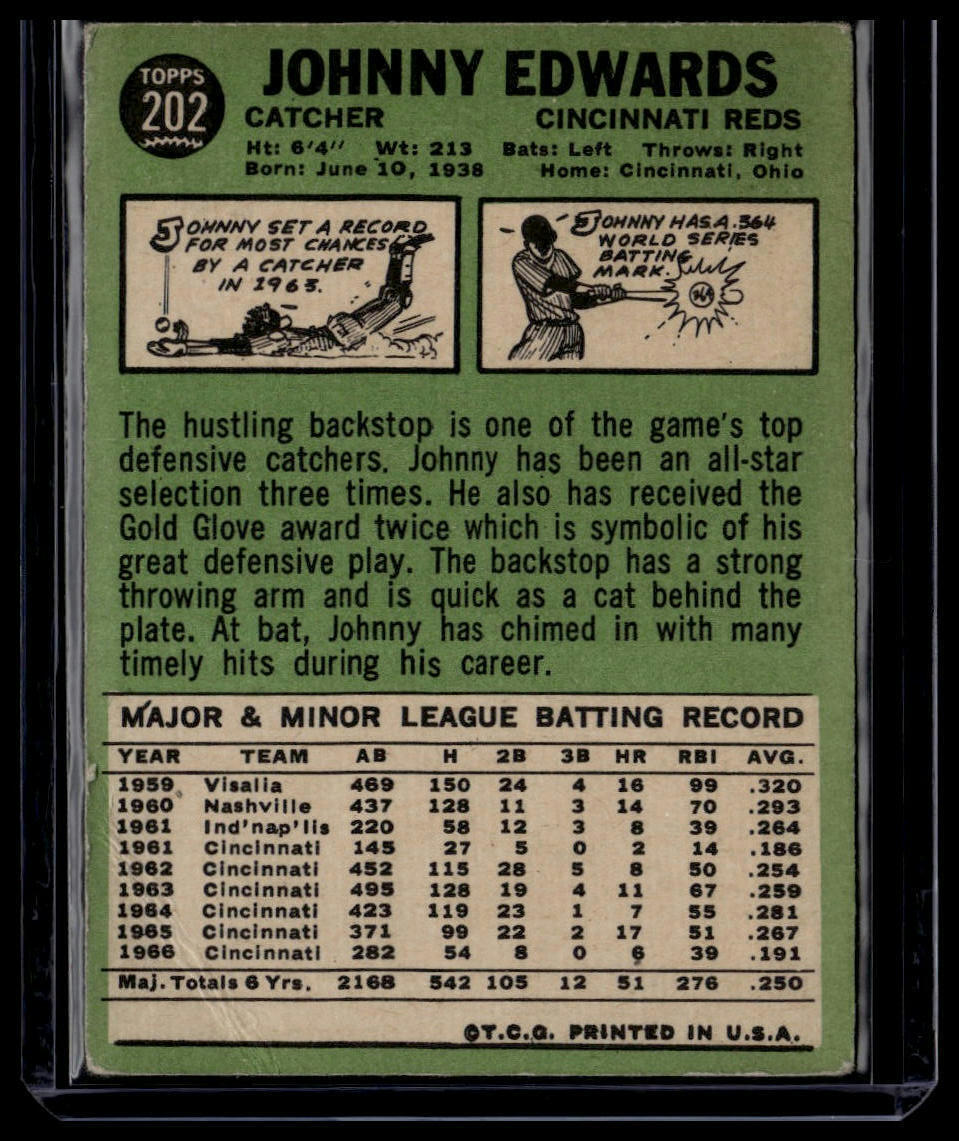 TOPPS
202
JOHNNY EDWARDS
CATCHER CINCINNATI REDS
Ht: 6'4" Wt: 213 Bats: Left Throws: Right
Born: June 10, 1938 Home: Cincinnati, Ohio
JOHNNY SET A RECORD
FOR MOST CHANCES
BY A CATCHER
IN 1963.
JOHNNY HAS A .364
WORLD SERIES
BATTING
MARK.
364
The hustling backstop is one of the game's top
defensive catchers. Johnny has been an all-star
selection three times. He also has received the
Gold Glove award twice which is symbolic of his
great defensive play. The backstop has a strong
throwing arm and is quick as a cat behind the
plate. At bat, Johnny has chimed in with many
timely hits during his career.
MAJOR & MINOR LEAGUE BATTING RECORD
YEAR TEAM AB H 2B 3B HR RBI AVG.
1959 Visalia 469 150 24 4 16 99 .320
1960 Nashville 437 128 11 3 14 70 .293
1961 Ind'nap'lis 220 58 12 3 8 39 .264
1961 Cincinnati 145 27 5 0 2 14 .186
1962 Cincinnati 452 115 28 5 8 50 .254
1963 Cincinnati 495 128 19 4 11 67 .259
1964 Cincinnati 423 119 23 1 7 55 .281
1965 Cincinnati 371 99 22 2 17 51 .267
1966 Cincinnati 282 54 8 0 6 39 .191
Maj. Totals 6 Yrs. 2168 542 105 12 51 276 .250
©T.C.G. PRINTED IN U.S.A.